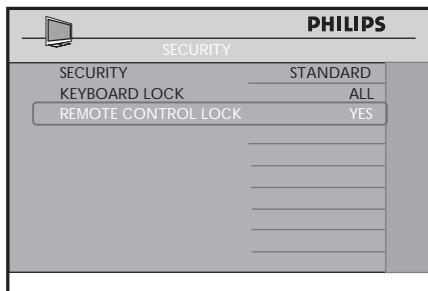 PHILIPS
SECURITY
SECURITY STANDARD
KEYBOARD LOCK ALL
REMOTE CONTROL LOCK YES